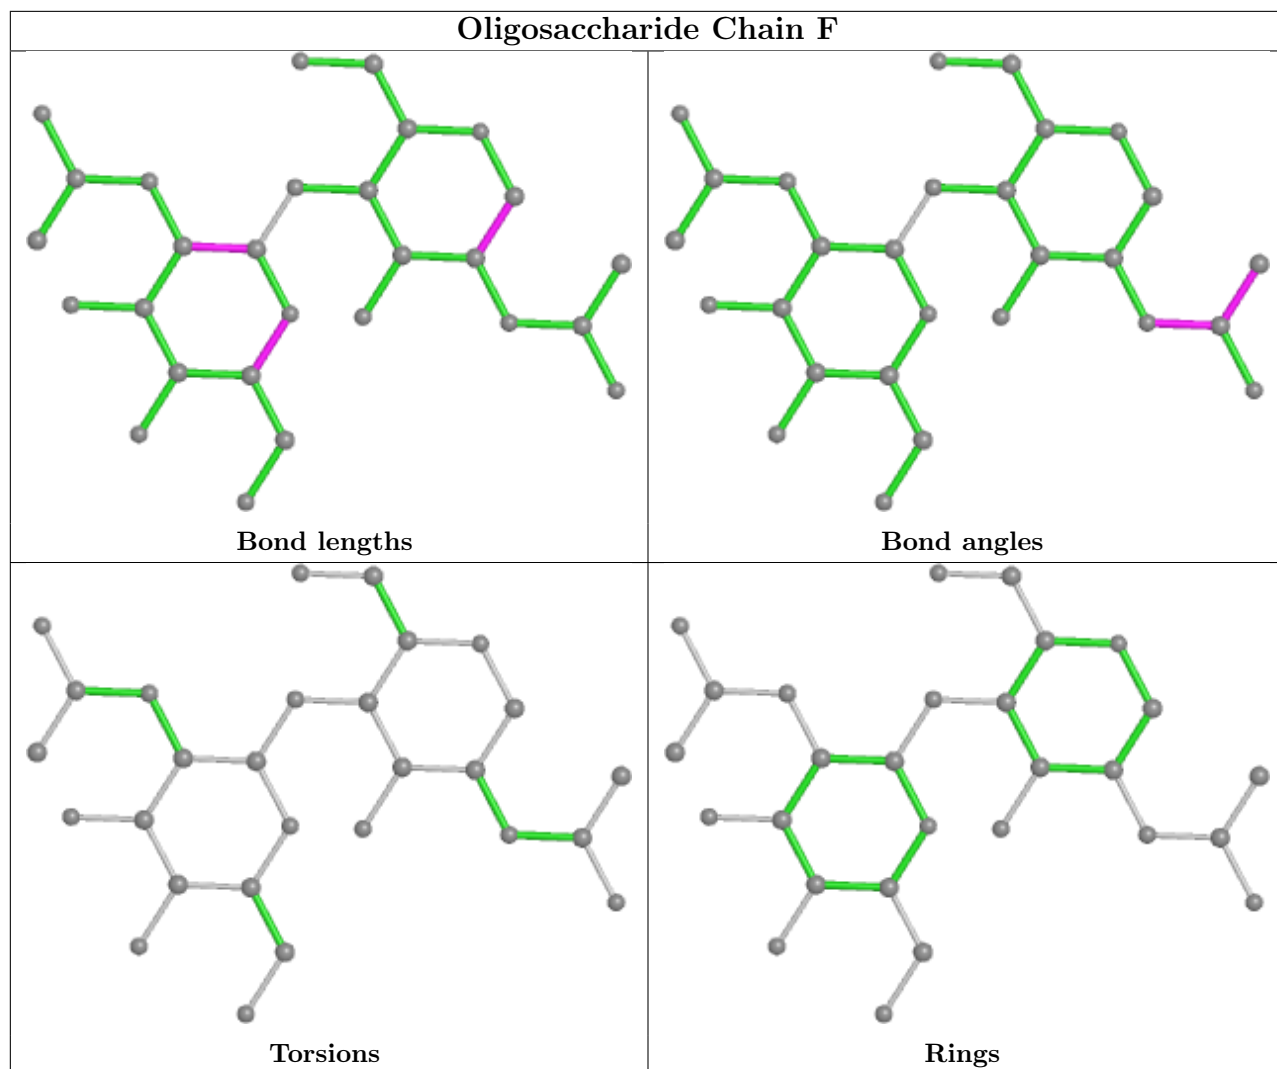 Oligosaccharide Chain F
Bond lengths
Bond angles
Torsions
Rings